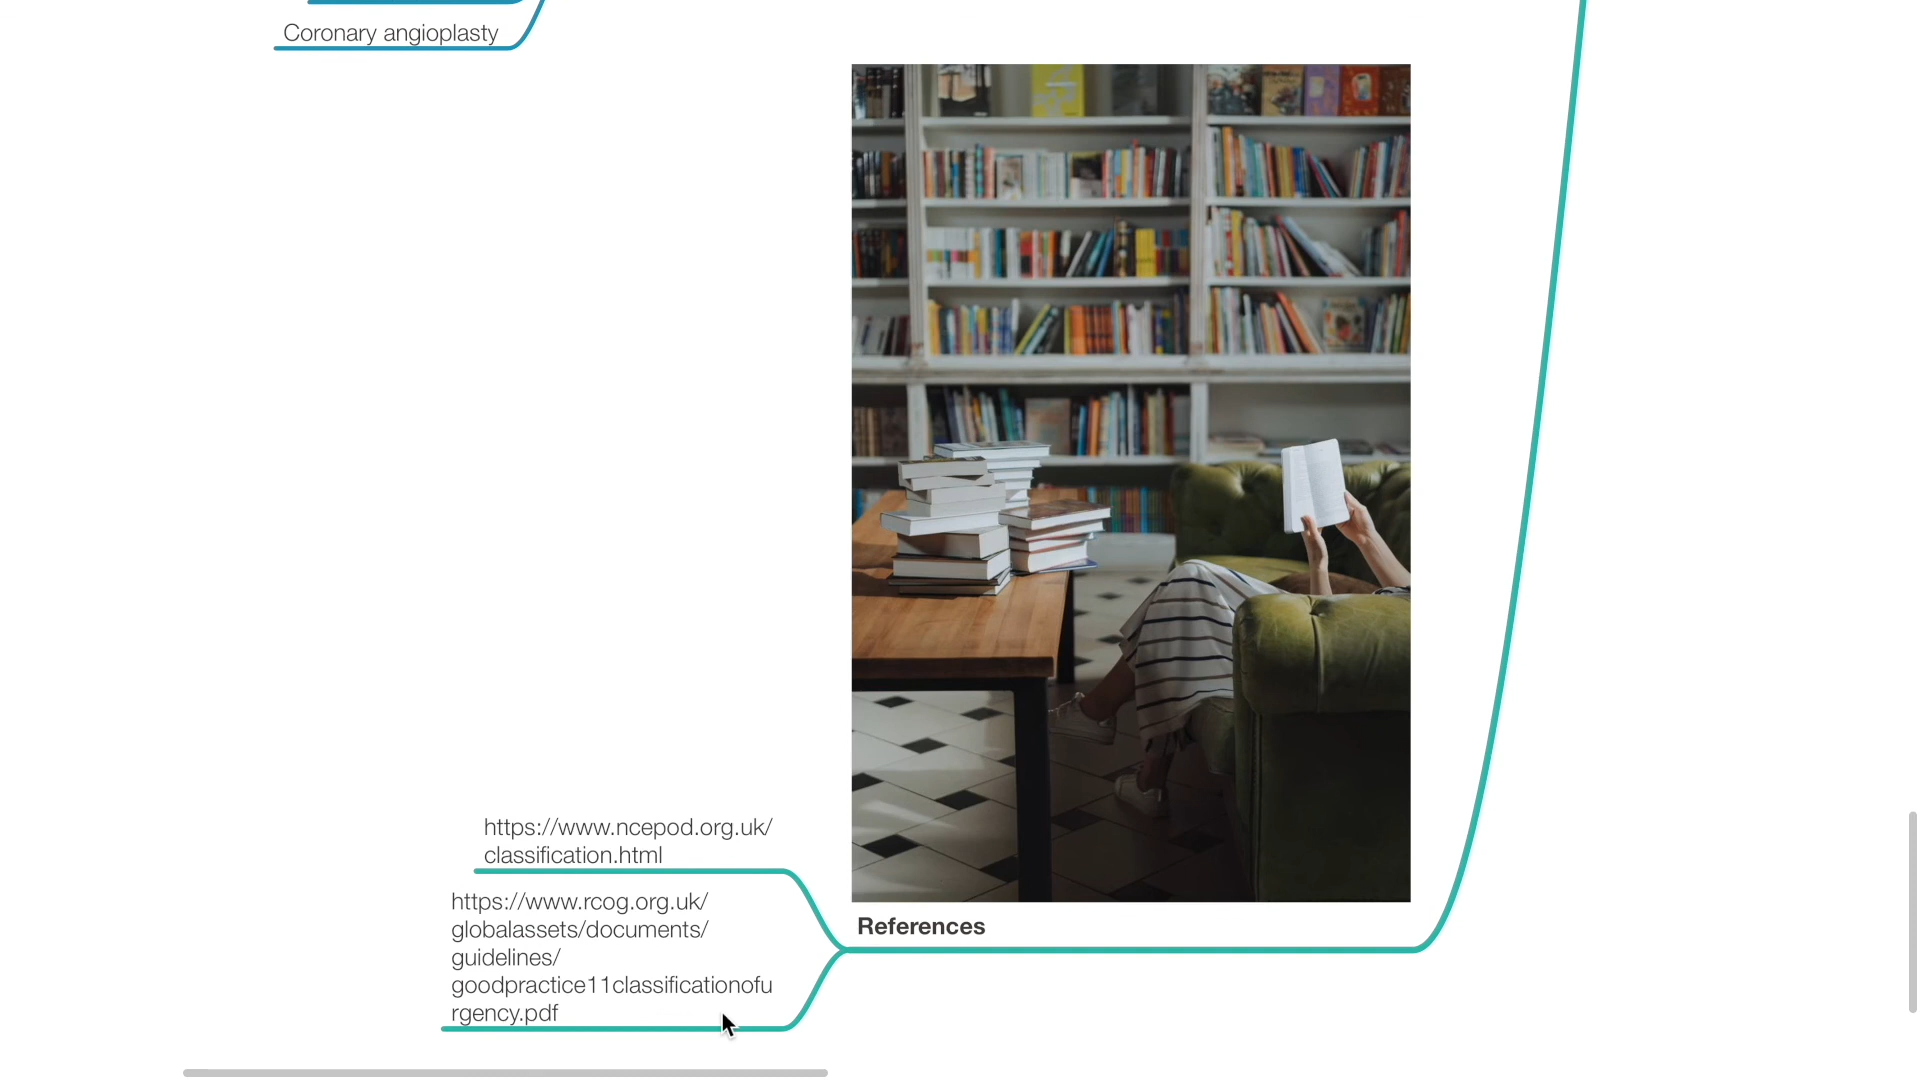 Coronary angioplasty
https://www.ncepod.org.uk/
classification.html
https://www.rcog.org.uk/
globalassets/documents/
guidelines/
goodpractice11classificationofu
rgency.pdf
References